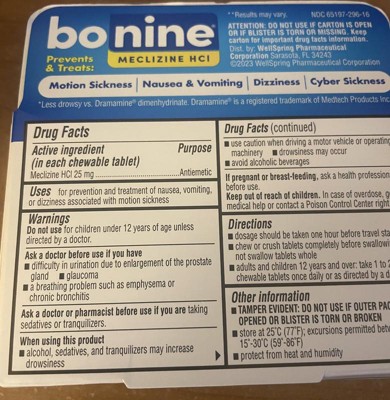 bonine
MECLIZINE HCl
Prevents
& Treats:
**Results may vary. NDC 65197-296-16
ATTENTION: DO NOT USE IF CARTON IS OPEN
OR IF BLISTER IS TORN OR MISSING. Keep
carton for important drug facts information.
Dist. by: WellSpring Pharmaceutical
Corporation Sarasota, FL 34243
©2023 WellSpring Pharmaceutical Corporation
Motion Sickness | Nausea & Vomiting | Dizziness | Cyber Sickness
*Less drowsy vs. Dramamine® dimenhydrinate. Dramamine® is a registered trademark of Medtech Products Inc.
Drug Facts
Active ingredient Purpose
(in each chewable tablet)
Meclizine HCl 25 mg Antiemetic
Uses for prevention and treatment of nausea, vomiting,
or dizziness associated with motion sickness
Warnings
Do not use for children under 12 years of age unless
directed by a doctor.
Ask a doctor before use if you have
■ difficulty in urination due to enlargement of the prostate
gland ■ glaucoma
■ a breathing problem such as emphysema or
chronic bronchitis
Ask a doctor or pharmacist before use if you are taking
sedatives or tranquilizers.
When using this product
■ alcohol, sedatives, and tranquilizers may increase
drowsiness
Drug Facts (continued)
■ use caution when driving a motor vehicle or operating
machinery ■ drowsiness may occur
■ avoid alcoholic beverages
If pregnant or breast-feeding, ask a health profession
before use.
Keep out of reach of children. In case of overdose, g
medical help or contact a Poison Control Center right
Directions
■ dosage should be taken one hour before travel sta
■ chew or crush tablets completely before swallowi
not swallow tablets whole
■ adults and children 12 years and over: take 1 to 2
chewable tablets once daily or as directed by a d
Other information
■ TAMPER EVIDENT: DO NOT USE IF OUTER PAC
OPENED OR BLISTER IS TORN OR BROKEN
■ store at 25°C (77°F); excursions permitted betw
15°-30°C (59°-86°F)
■ protect from heat and humidity